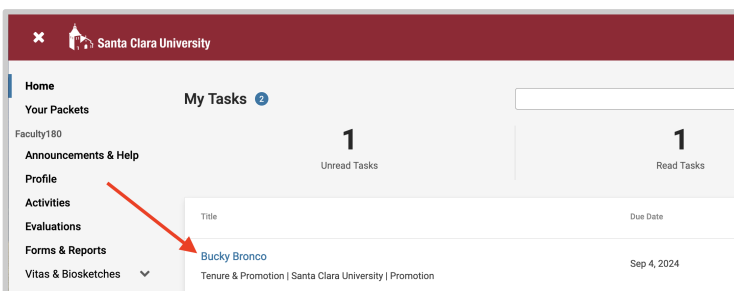 Santa Clara University
Home
Your Packets
Faculty180
Announcements & Help
Profile
Activities
Evaluations
Forms & Reports
Vitas & Biosketches
My Tasks 2
1
Unread Tasks
1
Read Tasks
Title
Due Date
Bucky Bronco
Tenure & Promotion | Santa Clara University | Promotion
Sep 4, 2024